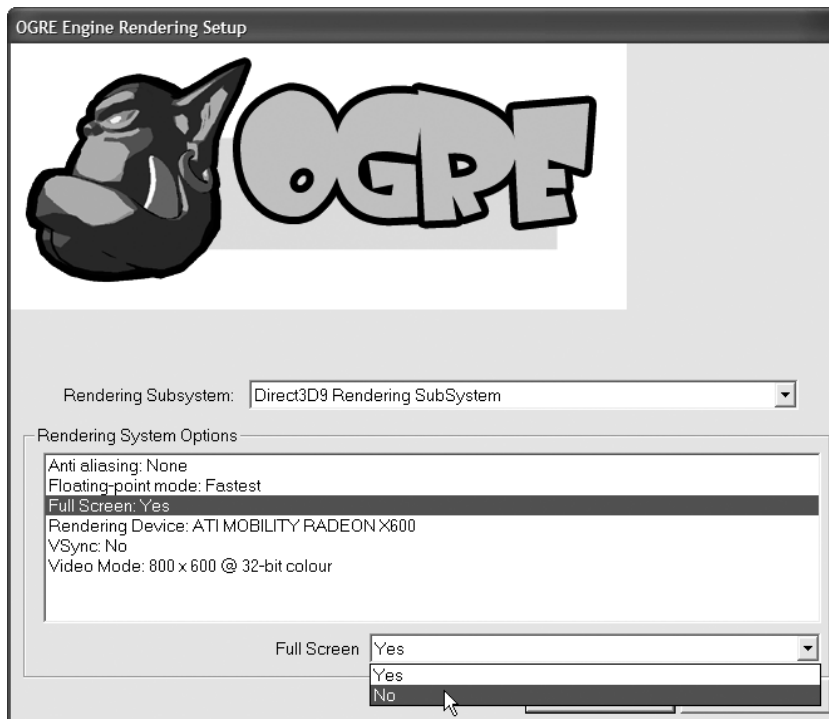 OGRE Engine Rendering Setup
OGRE
Rendering Subsystem: Direct3D9 Rendering SubSystem
Rendering System Options
Anti aliasing: None
Floating-point mode: Fastest
Full Screen: Yes
Rendering Device: ATI MOBILITY RADEON X600
VSync: No
Video Mode: 800 x 600 @ 32-bit colour
Full Screen Yes
Yes
No